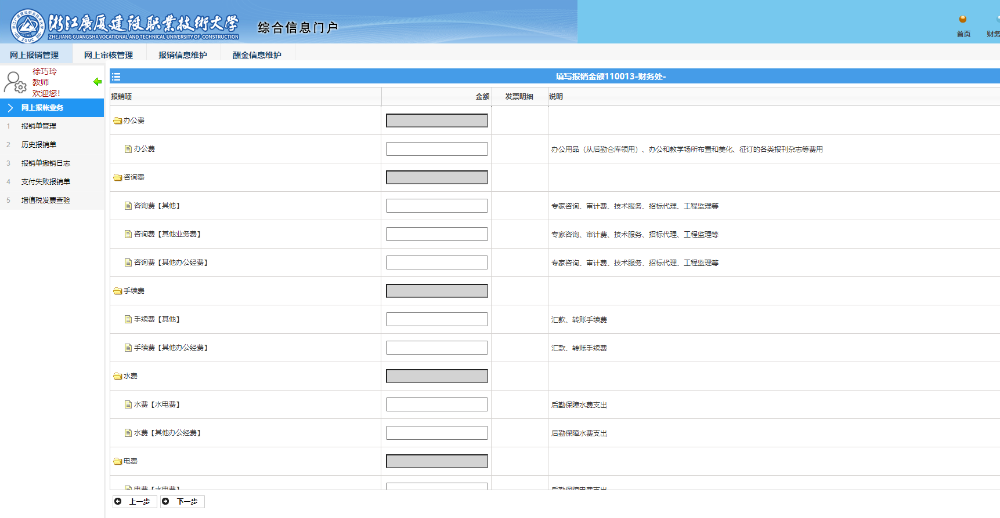 浙江廣厦建设职业技術大学
ZHEJIANG GUANGSHA VOCATIONAL AND TECHNICAL UNIVERSITY OF CONSTRUCTION
综合信息门户
首页
财务
网上报销管理
网上审核管理
报销信息维护
酬金信息维护
徐巧玲
教师
欢迎您!
网上报帐业务
1 报销单管理
2 历史报销单
3 报销单撤销日志
4 支付失败报销单
5 增值税发票查验
填写报销金额110013-财务处-
报销项 金额 发票明细 说明
办公费
办公费 办公用品（从后勤仓库领用）、办公和教学场所布置和美化、征订的各类报刊杂志等费用
咨询费
咨询费【其他】 专家咨询、审计费、技术服务、招标代理、工程监理等
咨询费【其他业务费】 专家咨询、审计费、技术服务、招标代理、工程监理等
咨询费【其他办公经费】 专家咨询、审计费、技术服务、招标代理、工程监理等
手续费
手续费【其他】 汇款、转账手续费
手续费【其他办公经费】 汇款、转账手续费
水费
水费【水电费】 后勤保障水费支出
水费【其他办公经费】 后勤保障水费支出
电费
电费【水电费】 后勤保障电费支出
上一步 下一步